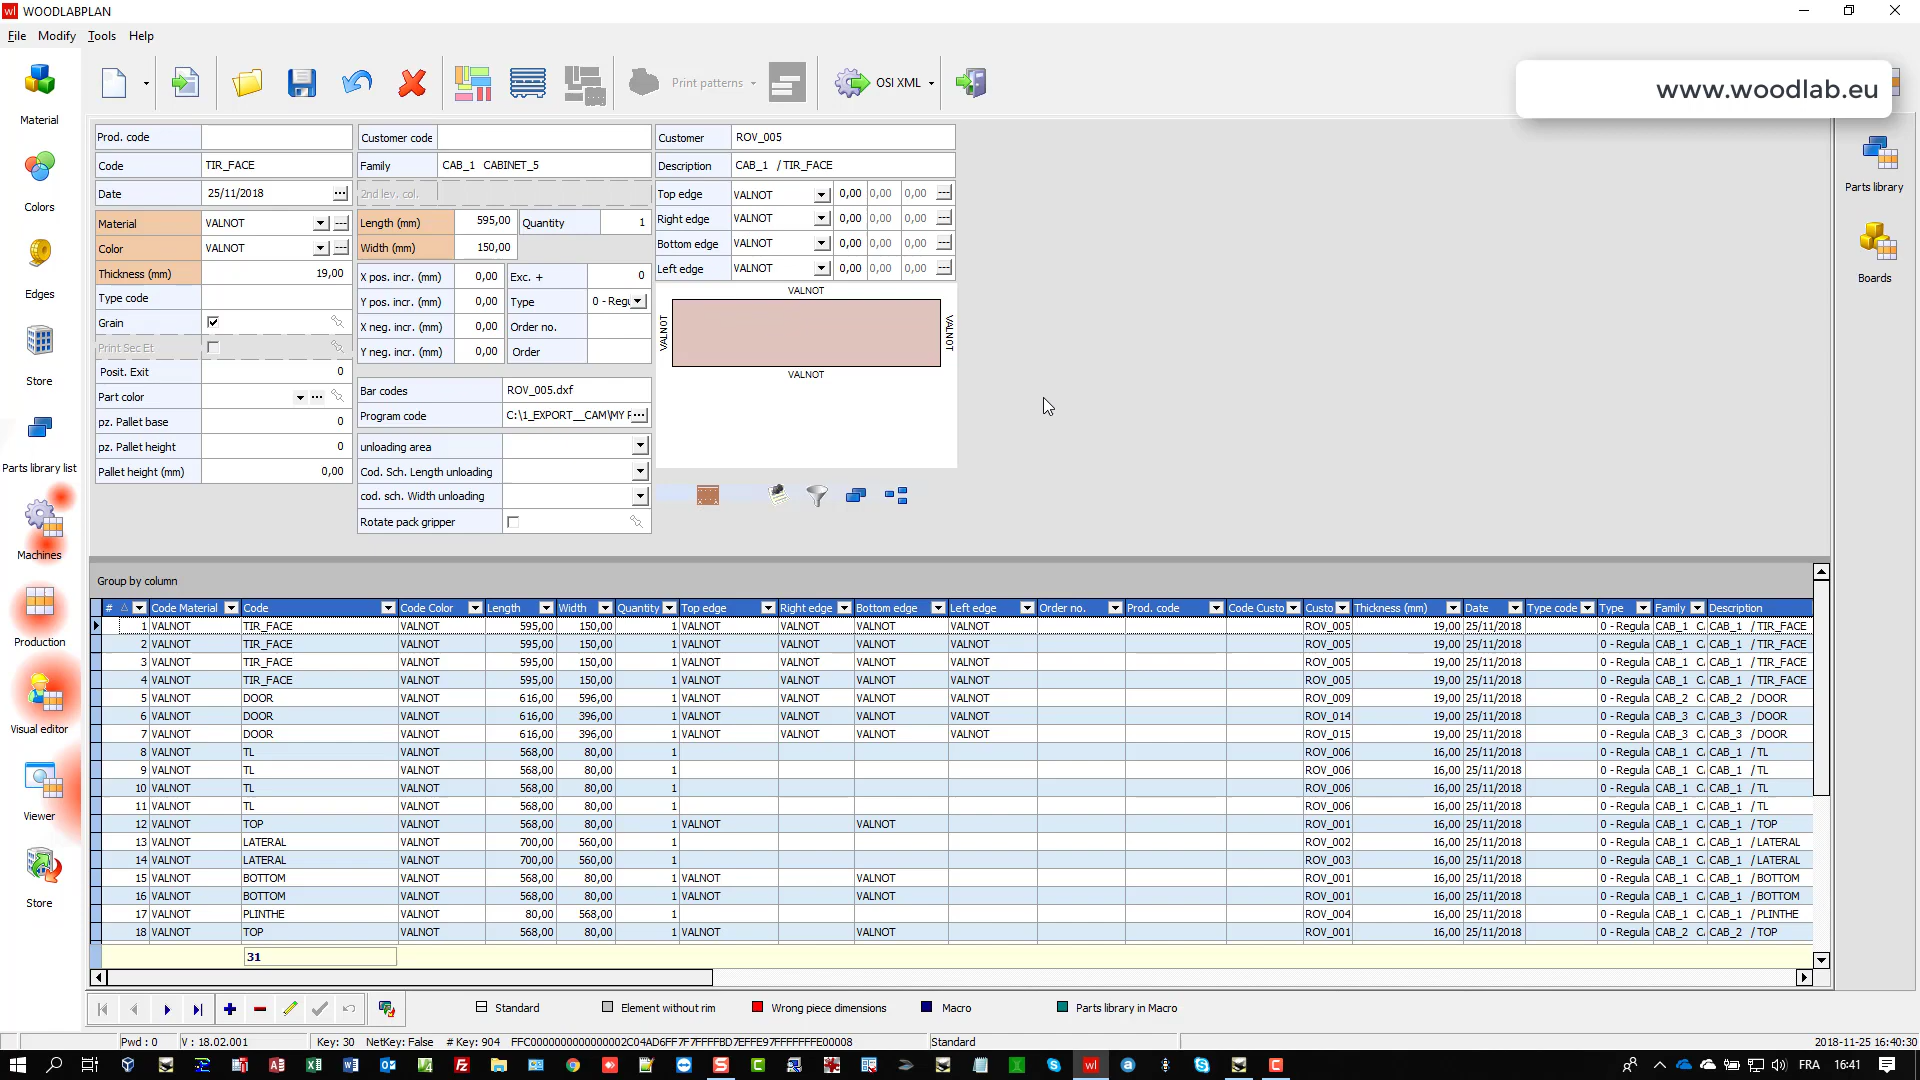 WOODLABPLAN
File Modify Tools Help
Print patterns OSI XML
www.woodlab.eu
Material
Colors
Edges
Store
Parts library list
Machines
Production
Visual editor
Viewer
Store
Parts library
Boards
Prod. code
Code TIR_FACE
Date 25/11/2018
Material VALNOT
Color VALNOT
Thickness (mm) 19,00
Type code
Grain
Print Sec Et
Posit. Exit 0
Part color
pz. Pallet base 0
pz. Pallet height 0
Pallet height (mm) 0,00
Customer code
Family CAB_1 CABINET_5
2nd lev. col.
Length (mm) 595,00 Quantity 1
Width (mm) 150,00
X pos. incr. (mm) 0,00 Exc. + 0
Y pos. incr. (mm) 0,00 Type 0 - Regu
X neg. incr. (mm) 0,00 Order no.
Y neg. incr. (mm) 0,00 Order
Bar codes ROV_005.dxf
Program code C:\1_EXPORT__CAM\MY F
unloading area
Cod. Sch. Length unloading
cod. sch. Width unloading
Rotate pack gripper
Customer ROV_005
Description CAB_1 / TIR_FACE
Top edge VALNOT 0,00 0,00 0,00
Right edge VALNOT 0,00 0,00 0,00
Bottom edge VALNOT 0,00 0,00 0,00
Left edge VALNOT 0,00 0,00 0,00
VALNOT
VALNOT
VALNOT
VALNOT
Group by column
# Code Material Code Code Color Length Width Quantity Top edge Right edge Bottom edge Left edge Order no. Prod. code Code Custo Custo Thickness (mm) Date Type code Type Family Description
1 VALNOT TIR_FACE VALNOT 595,00 150,00 1 VALNOT VALNOT VALNOT VALNOT ROV_005 19,00 25/11/2018 0 - Regula CAB_1 C. CAB_1 / TIR_FACE
2 VALNOT TIR_FACE VALNOT 595,00 150,00 1 VALNOT VALNOT VALNOT VALNOT ROV_005 19,00 25/11/2018 0 - Regula CAB_1 C. CAB_1 / TIR_FACE
3 VALNOT TIR_FACE VALNOT 595,00 150,00 1 VALNOT VALNOT VALNOT VALNOT ROV_005 19,00 25/11/2018 0 - Regula CAB_1 C. CAB_1 / TIR_FACE
4 VALNOT TIR_FACE VALNOT 595,00 150,00 1 VALNOT VALNOT VALNOT VALNOT ROV_005 19,00 25/11/2018 0 - Regula CAB_1 C. CAB_1 / TIR_FACE
5 VALNOT DOOR VALNOT 616,00 596,00 1 VALNOT VALNOT VALNOT VALNOT ROV_009 19,00 25/11/2018 0 - Regula CAB_2 C. CAB_2 / DOOR
6 VALNOT DOOR VALNOT 616,00 396,00 1 VALNOT VALNOT VALNOT VALNOT ROV_014 19,00 25/11/2018 0 - Regula CAB_3 C. CAB_3 / DOOR
7 VALNOT DOOR VALNOT 616,00 396,00 1 VALNOT VALNOT VALNOT VALNOT ROV_015 19,00 25/11/2018 0 - Regula CAB_3 C. CAB_3 / DOOR
8 VALNOT TL VALNOT 568,00 80,00 1 ROV_006 16,00 25/11/2018 0 - Regula CAB_1 C. CAB_1 / TL
9 VALNOT TL VALNOT 568,00 80,00 1 ROV_006 16,00 25/11/2018 0 - Regula CAB_1 C. CAB_1 / TL
10 VALNOT TL VALNOT 568,00 80,00 1 ROV_006 16,00 25/11/2018 0 - Regula CAB_1 C. CAB_1 / TL
11 VALNOT TL VALNOT 568,00 80,00 1 ROV_006 16,00 25/11/2018 0 - Regula CAB_1 C. CAB_1 / TL
12 VALNOT TOP VALNOT 568,00 80,00 1 VALNOT VALNOT ROV_001 16,00 25/11/2018 0 - Regula CAB_1 C. CAB_1 / TOP
13 VALNOT LATERAL VALNOT 700,00 560,00 1 ROV_002 16,00 25/11/2018 0 - Regula CAB_1 C. CAB_1 / LATERAL
14 VALNOT LATERAL VALNOT 700,00 560,00 1 ROV_003 16,00 25/11/2018 0 - Regula CAB_1 C. CAB_1 / LATERAL
15 VALNOT BOTTOM VALNOT 568,00 80,00 1 VALNOT VALNOT ROV_001 16,00 25/11/2018 0 - Regula CAB_1 C. CAB_1 / BOTTOM
16 VALNOT BOTTOM VALNOT 568,00 80,00 1 VALNOT VALNOT ROV_001 16,00 25/11/2018 0 - Regula CAB_1 C. CAB_1 / BOTTOM
17 VALNOT PLINTHE VALNOT 80,00 568,00 1 ROV_004 16,00 25/11/2018 0 - Regula CAB_1 C. CAB_1 / PLINTHE
18 VALNOT TOP VALNOT 568,00 80,00 1 VALNOT VALNOT ROV_001 16,00 25/11/2018 0 - Regula CAB_2 C. CAB_2 / TOP
31
Standard Element without rim Wrong piece dimensions Macro Parts library in Macro
Pwd : 0 V : 18.02.001 Key: 30 NetKey: False # Key: 904 Standard 2018-11-25 16:40:30
FRA 16:41